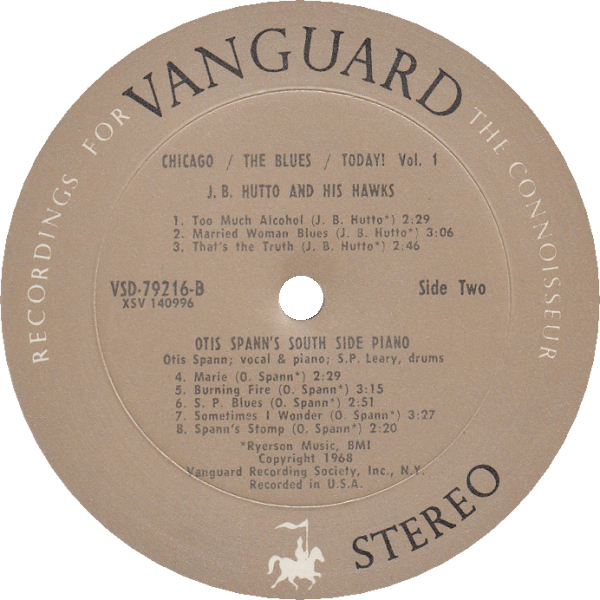 RECORDINGS FOR VANGUARD THE CONNOISSEUR
CHICAGO / THE BLUES / TODAY! Vol. 1
J. B. HUTTO AND HIS HAWKS
1. Too Much Alcohol (J. B. Hutto*) 2:29
2. Married Woman Blues (J. B. Hutto*) 3:06
3. That's the Truth (J. B. Hutto*) 2:46
VSD-79216-B
XSV 140996
Side Two
OTIS SPANN'S SOUTH SIDE PIANO
Otis Spann; vocal & piano; S.P. Leary, drums
4. Marie (O. Spann*) 2:29
5. Burning Fire (O. Spann*) 3:15
6. S. P. Blues (O. Spann*) 2:51
7. Sometimes I Wonder (O. Spann*) 3:27
8. Spann's Stomp (O. Spann*) 2:20
*Ryerson Music, BMI
Copyright 1968
Vanguard Recording Society, Inc., N.Y.
Recorded in U.S.A.
STEREO